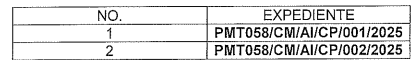 NO. EXPEDIENTE
1 PMT058/CM/AI/CP/001/2025
2 PMT058/CM/AI/CP/002/2025